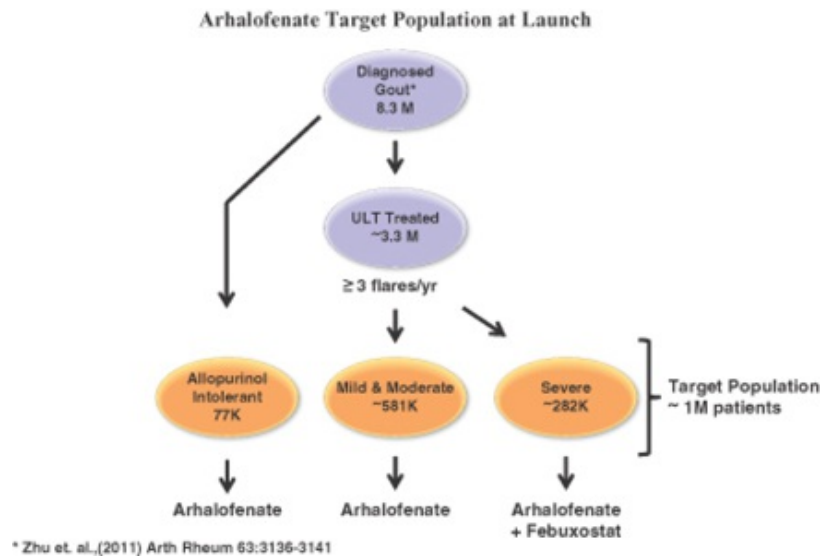 Arhalofenate Target Population at Launch
Diagnosed
Gout*
8.3 M
ULT Treated
~3.3 M
≥ 3 flares/yr
Allopurinol
Intolerant
77K
Mild & Moderate
~581K
Severe
~282K
Target Population
~ 1M patients
Arhalofenate
Arhalofenate
Arhalofenate
+ Febuxostat
* Zhu et. al.,(2011) Arth Rheum 63:3136-3141